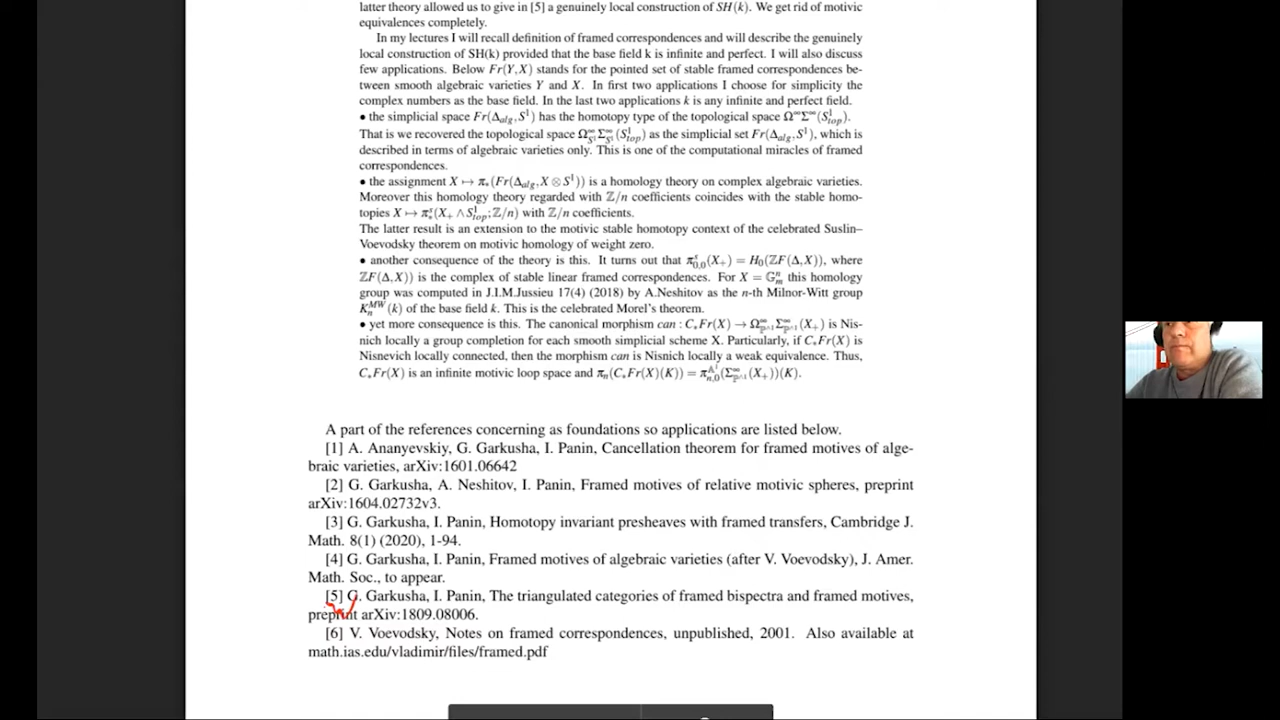 latter theory allowed us to give in [5] a genuinely local construction of SH(k). We get rid of motivic
equivalences completely.
In my lectures I will recall definition of framed correspondences and will describe the genuinely
local construction of SH(k) provided that the base field k is infinite and perfect. I will also discuss
few applications. Below Fr(Y,X) stands for the pointed set of stable framed correspondences be-
tween smooth algebraic varieties Y and X. In first two applications I choose for simplicity the
complex numbers as the base field. In the last two applications k is any infinite and perfect field.
• the simplicial space Fr(Δ_alg, S^1) has the homotopy type of the topological space Ω^∞Σ^∞(S^1_top).
That is we recovered the topological space Ω^∞_{S^1}Σ^∞_{S^1}(S^1_top) as the simplicial set Fr(Δ_alg, S^1), which is
described in terms of algebraic varieties only. This is one of the computational miracles of framed
correspondences.
• the assignment X ↦ π_*(Fr(Δ_alg, X ⊗ S^1)) is a homology theory on complex algebraic varieties.
Moreover this homology theory regarded with ℤ/n coefficients coincides with the stable homo-
topies X ↦ π^s_*(X_+ ∧ S^1_top; ℤ/n) with ℤ/n coefficients.
The latter result is an extension to the motivic stable homotopy context of the celebrated Suslin–
Voevodsky theorem on motivic homology of weight zero.
• another consequence of the theory is this. It turns out that π^s_{0,0}(X_+) = H_0(ℤF(Δ,X)), where
ℤF(Δ,X) is the complex of stable linear framed correspondences. For X = 𝔾^n_m this homology
group was computed in J.I.M.Jussieu 17(4) (2018) by A.Neshitov as the n-th Milnor-Witt group
K^{MW}_n(k) of the base field k. This is the celebrated Morel's theorem.
• yet more consequence is this. The canonical morphism can : C_*Fr(X) → Ω^∞_{ℙ^{∧1}}Σ^∞_{ℙ^{∧1}}(X_+) is Nis-
nich locally a group completion for each smooth simplicial scheme X. Particularly, if C_*Fr(X) is
Nisnevich locally connected, then the morphism can is Nisnich locally a weak equivalence. Thus,
C_*Fr(X) is an infinite motivic loop space and π_n(C_*Fr(X)(K)) = π^{𝔸^1}_{n,0}(Σ^∞_{ℙ^{∧1}}(X_+))(K).
A part of the references concerning as foundations so applications are listed below.
[1] A. Ananyevskiy, G. Garkusha, I. Panin, Cancellation theorem for framed motives of alge-
braic varieties, arXiv:1601.06642
[2] G. Garkusha, A. Neshitov, I. Panin, Framed motives of relative motivic spheres, preprint
arXiv:1604.02732v3.
[3] G. Garkusha, I. Panin, Homotopy invariant presheaves with framed transfers, Cambridge J.
Math. 8(1) (2020), 1-94.
[4] G. Garkusha, I. Panin, Framed motives of algebraic varieties (after V. Voevodsky), J. Amer.
Math. Soc., to appear.
[5] G. Garkusha, I. Panin, The triangulated categories of framed bispectra and framed motives,
preprint arXiv:1809.08006.
[6] V. Voevodsky, Notes on framed correspondences, unpublished, 2001. Also available at
math.ias.edu/vladimir/files/framed.pdf